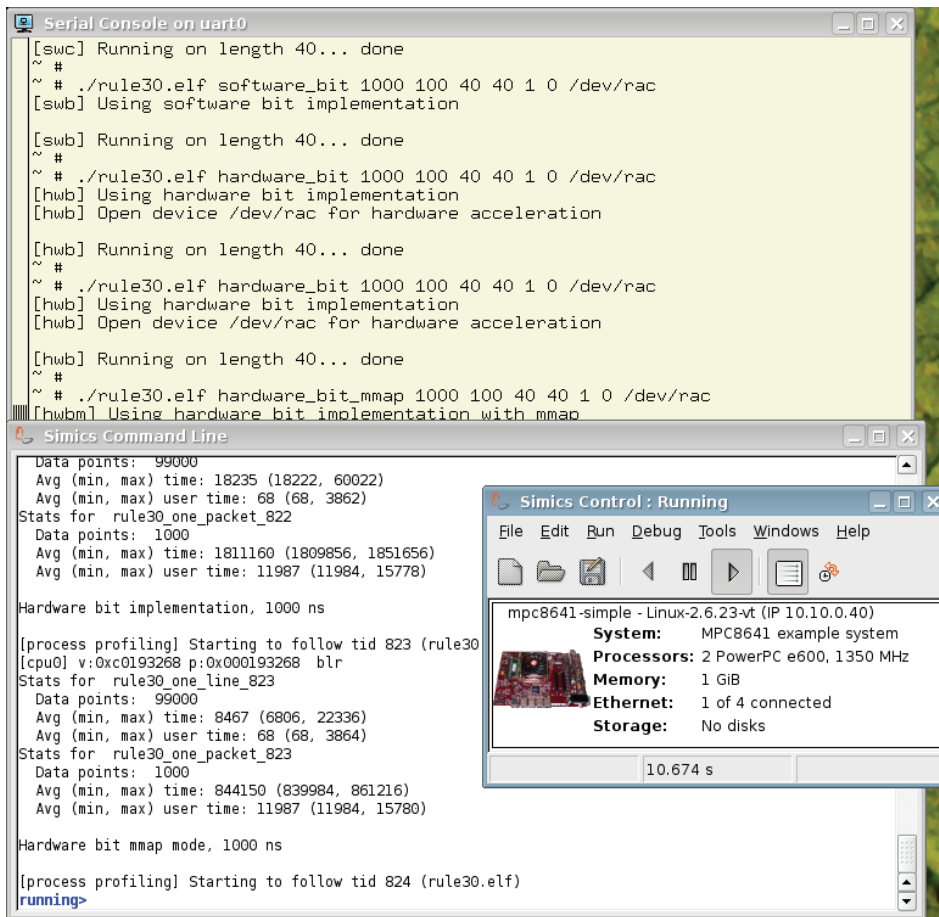 Serial Console on uart0
[swc] Running on length 40... done
~ #
~ # ./rule30.elf software_bit 1000 100 40 40 1 0 /dev/rac
[swb] Using software bit implementation
[swb] Running on length 40... done
~ #
~ # ./rule30.elf hardware_bit 1000 100 40 40 1 0 /dev/rac
[hwb] Using hardware bit implementation
[hwb] Open device /dev/rac for hardware acceleration
[hwb] Running on length 40... done
~ #
~ # ./rule30.elf hardware_bit 1000 100 40 40 1 0 /dev/rac
[hwb] Using hardware bit implementation
[hwb] Open device /dev/rac for hardware acceleration
[hwb] Running on length 40... done
~ #
~ # ./rule30.elf hardware_bit_mmap 1000 100 40 40 1 0 /dev/rac
[hwbm] Using hardware bit implementation with mmap
Simics Command Line
Data points: 99000
Avg (min, max) time: 18235 (18222, 60022)
Avg (min, max) user time: 68 (68, 3862)
Stats for rule30_one_packet_822
Data points: 1000
Avg (min, max) time: 1811160 (1809856, 1851656)
Avg (min, max) user time: 11987 (11984, 15778)
Hardware bit implementation, 1000 ns
[process profiling] Starting to follow tid 823 (rule30
[cpu0] v:0xc0193268 p:0x000193268 blr
Stats for rule30_one_line_823
Data points: 99000
Avg (min, max) time: 8467 (6806, 22336)
Avg (min, max) user time: 68 (68, 3864)
Stats for rule30_one_packet_823
Data points: 1000
Avg (min, max) time: 844150 (839984, 861216)
Avg (min, max) user time: 11987 (11984, 15780)
Hardware bit mmap mode, 1000 ns
[process profiling] Starting to follow tid 824 (rule30.elf)
running>
Simics Control : Running
File Edit Run Debug Tools Windows Help
mpc8641-simple - Linux-2.6.23-vt (IP 10.10.0.40)
System: MPC8641 example system
Processors: 2 PowerPC e600, 1350 MHz
Memory: 1 GiB
Ethernet: 1 of 4 connected
Storage: No disks
10.674 s